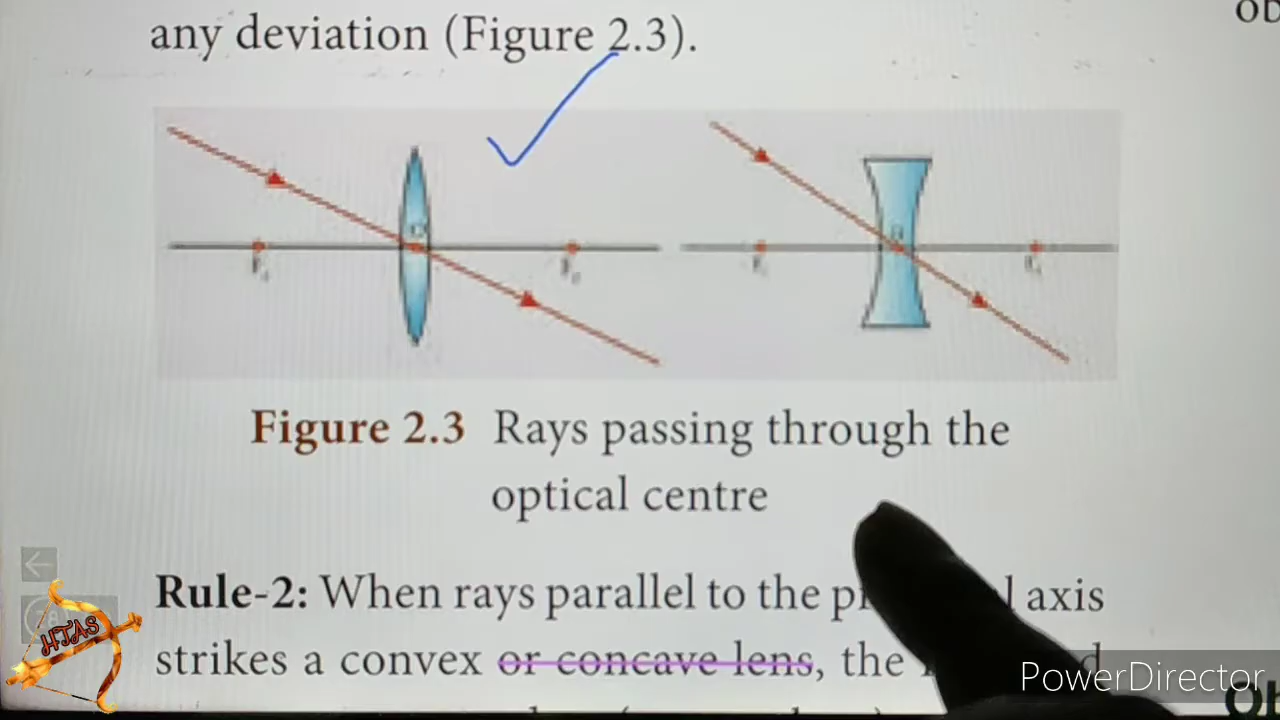 any deviation (Figure 2.3).
Figure 2.3 Rays passing through the
optical centre
Rule-2: When rays parallel to the axis
strikes a convex or concave lens, the
HTAS
PowerDirector